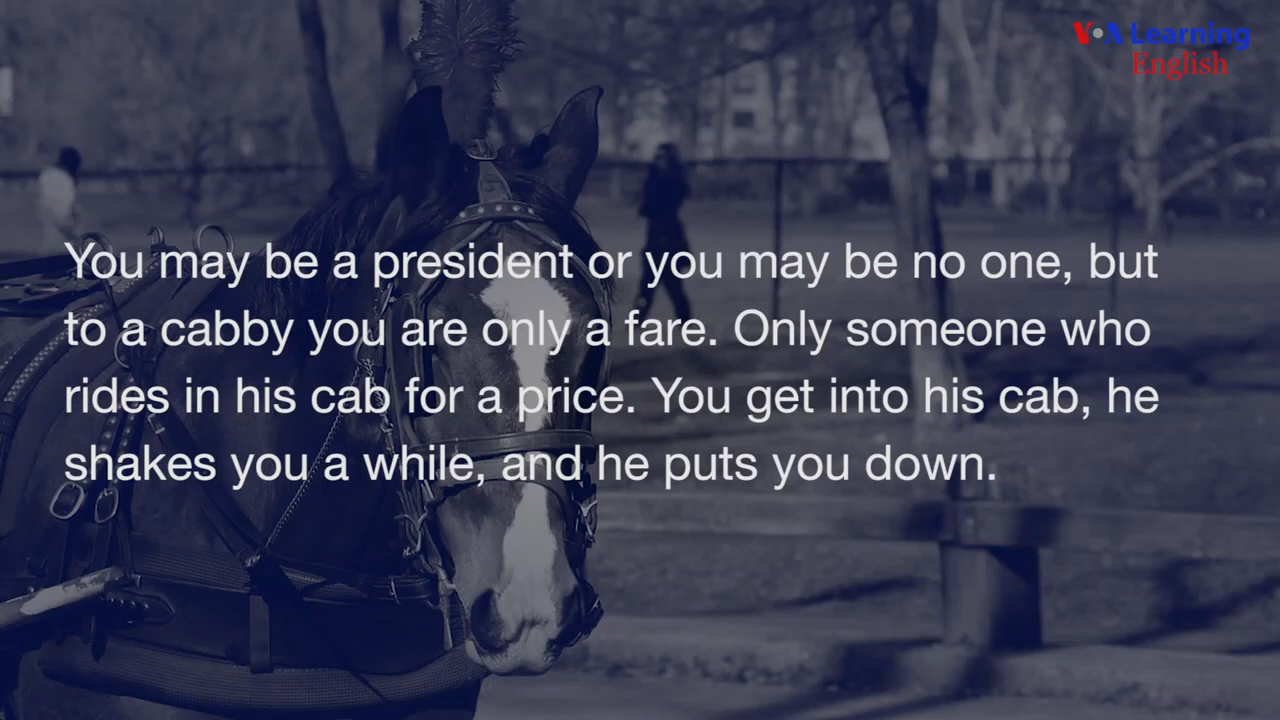 VOA Learning
English
You may be a president or you may be no one, but
to a cabby you are only a fare. Only someone who
rides in his cab for a price. You get into his cab, he
shakes you a while, and he puts you down.